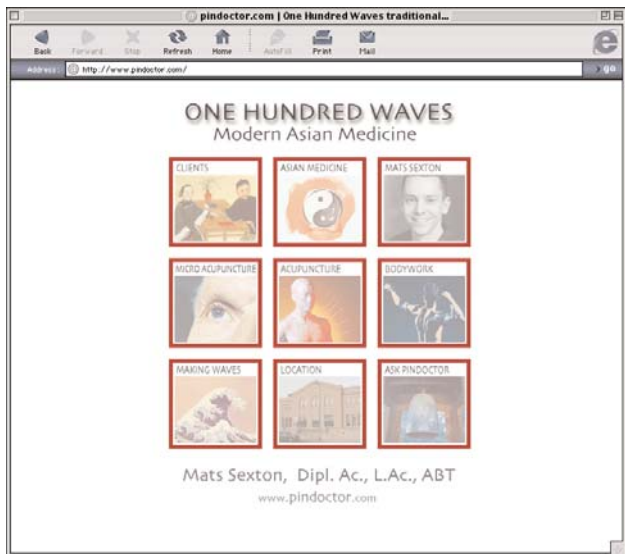 pindoctor.com | One Hundred Waves traditional...
Back Forward Stop Refresh Home AutoFill Print Mail
Address: http://www.pindoctor.com/ go
ONE HUNDRED WAVES
Modern Asian Medicine
CLIENTS ASIAN MEDICINE MATS SEXTON
MICRO ACUPUNCTURE ACUPUNCTURE BODYWORK
MAKING WAVES LOCATION ASK PINDOCTOR
Mats Sexton, Dipl. Ac., L.Ac., ABT
www.pindoctor.com